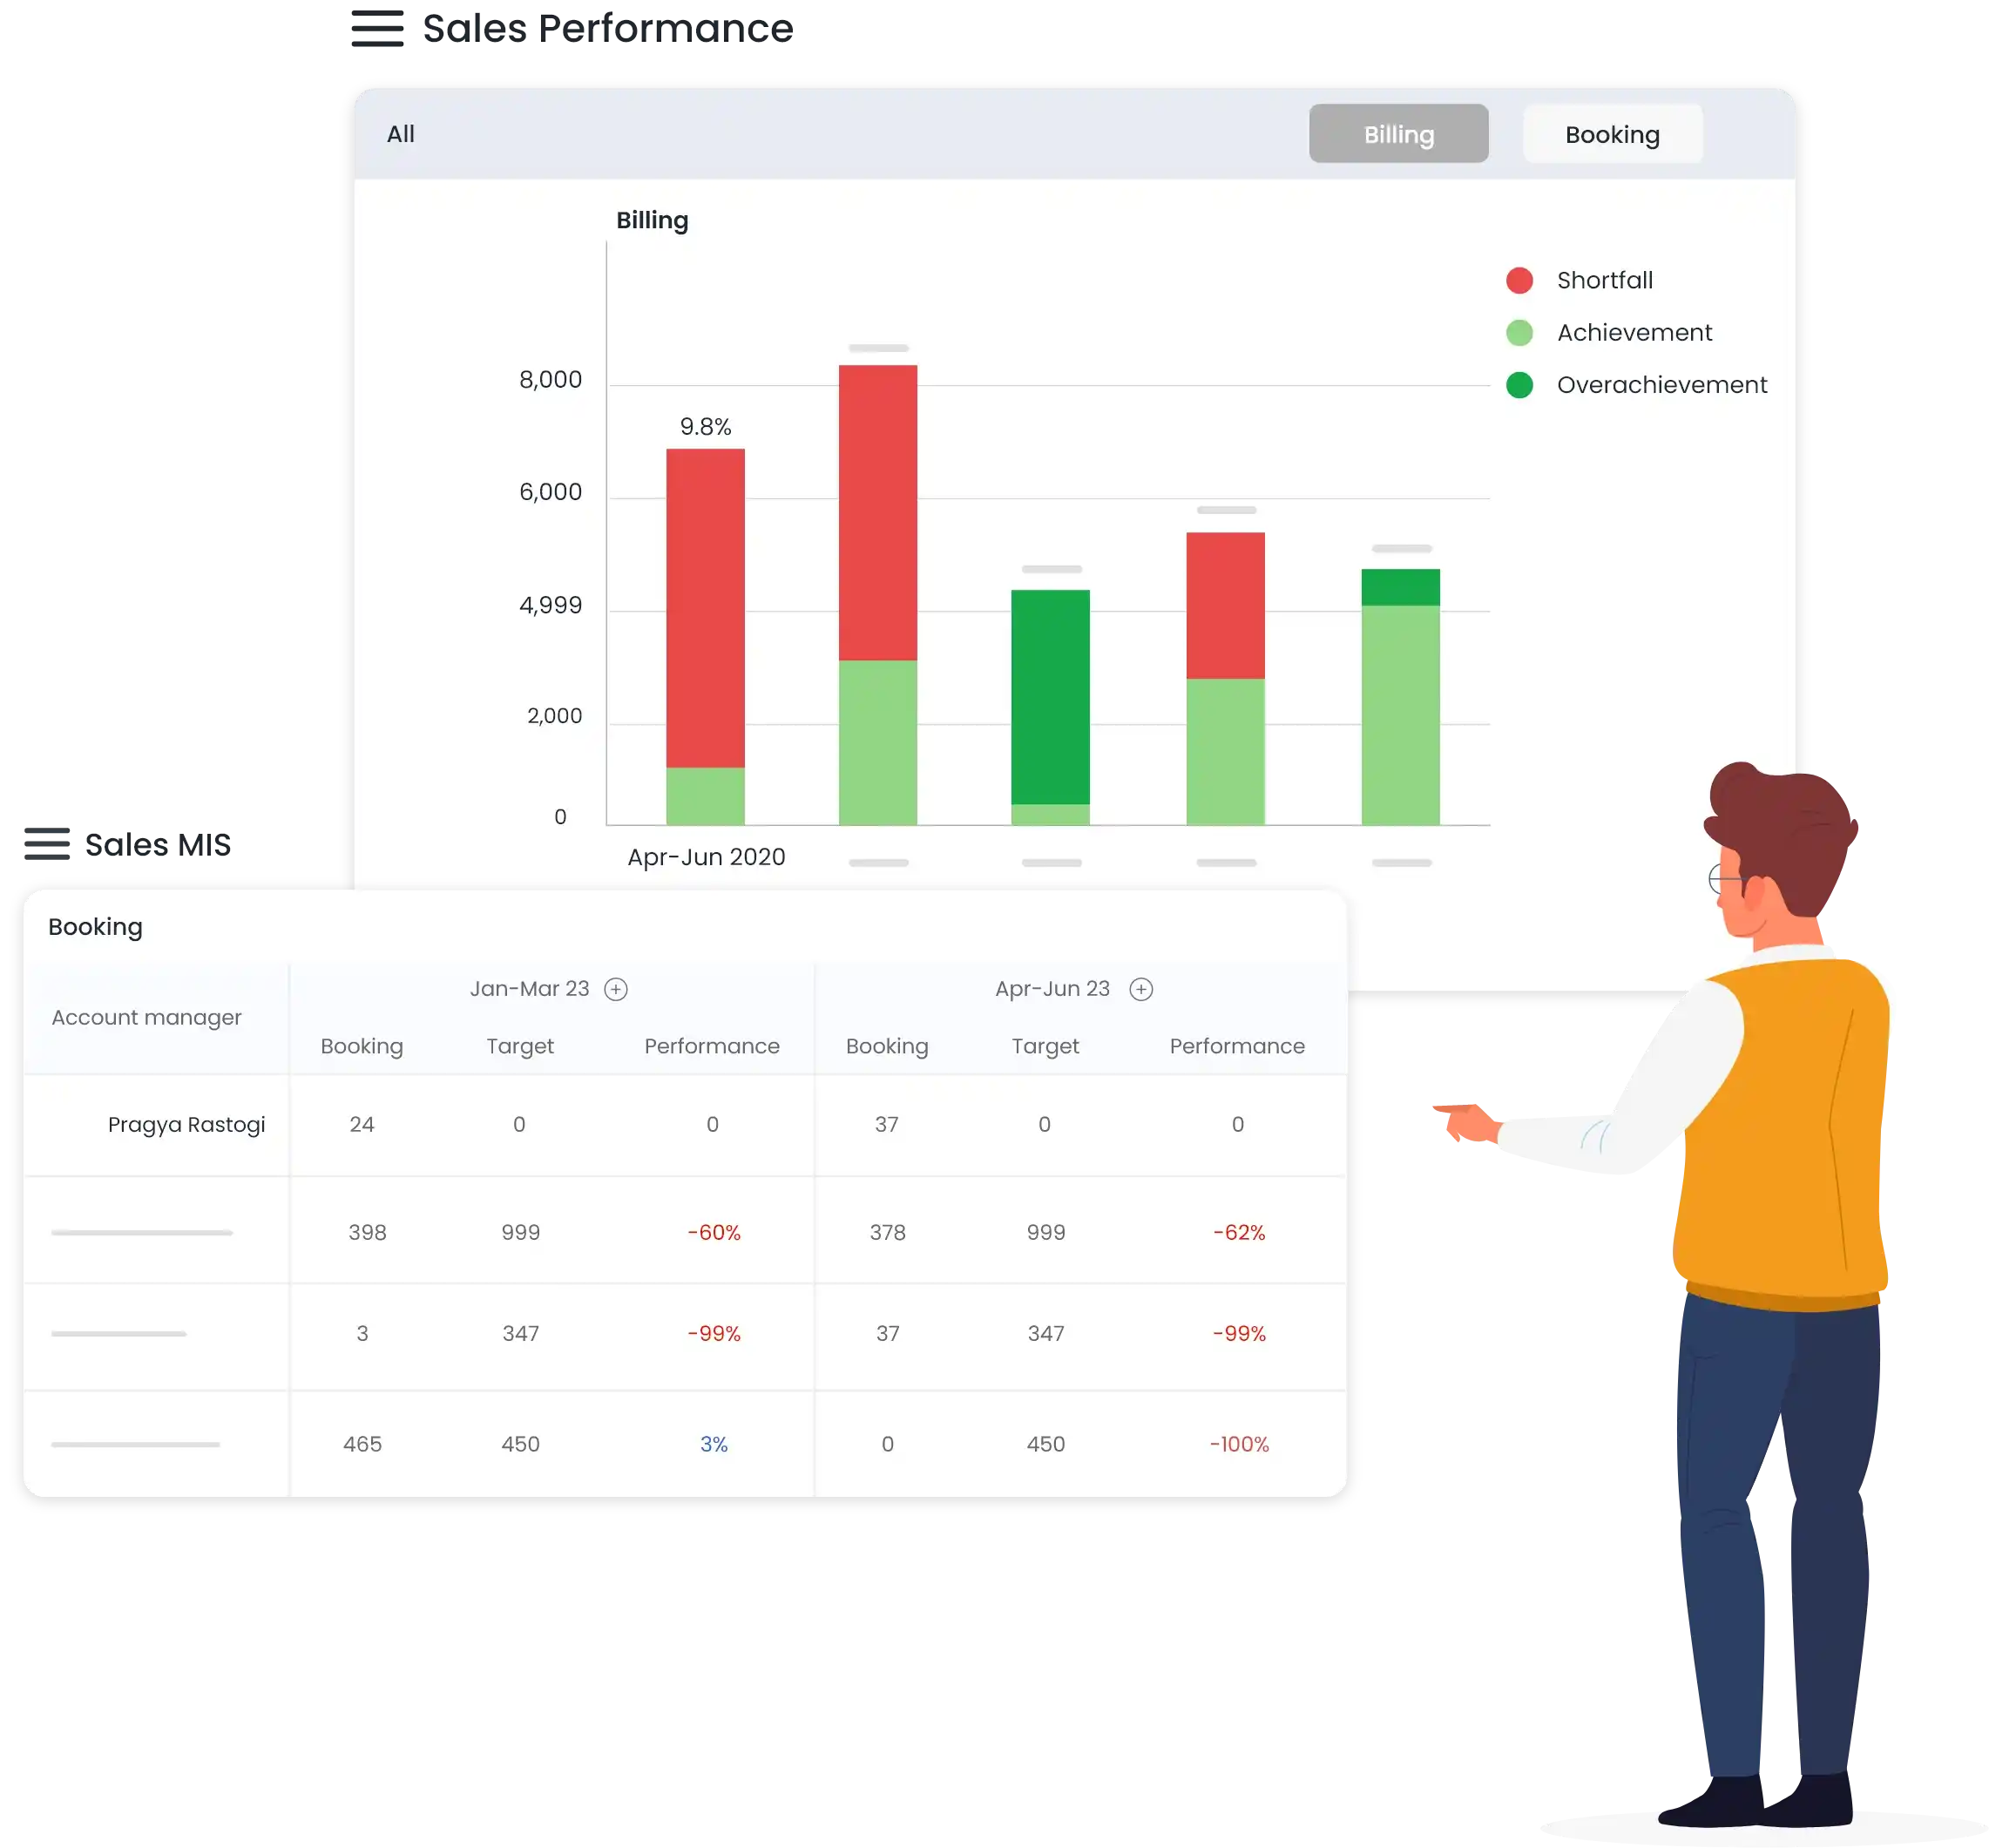 Sales Performance
All
Billing
Booking
Billing
Shortfall
Achievement
Overachievement
8,000
6,000
4,999
2,000
0
9.8%
Apr-Jun 2020
Sales MIS
Booking
Account manager
Jan-Mar 23
Apr-Jun 23
Booking Target Performance Booking Target Performance
Pragya Rastogi 24 0 0 37 0 0
398 999 -60% 378 999 -62%
3 347 -99% 37 347 -99%
465 450 3% 0 450 -100%